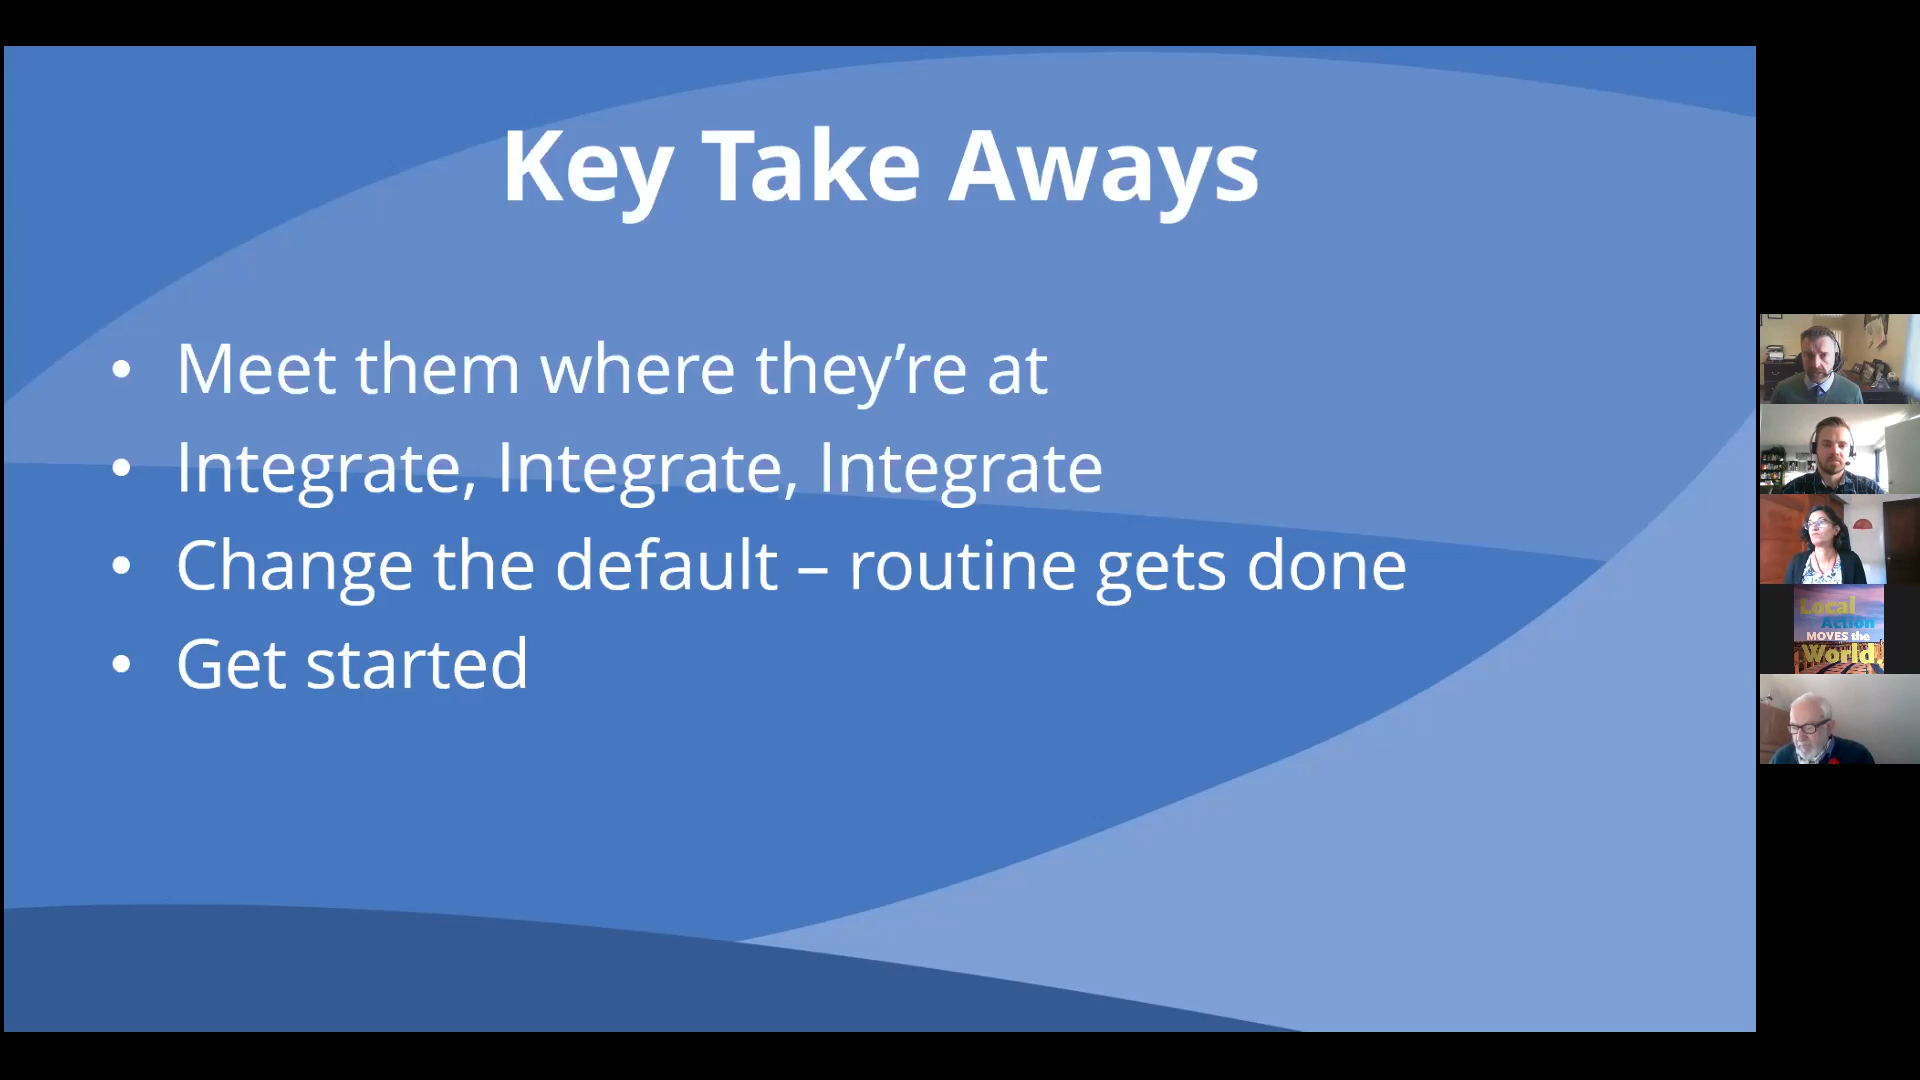 Key Take Aways
• Meet them where they’re at
• Integrate, Integrate, Integrate
• Change the default – routine gets done
• Get started
Local
Action
MOVES the
World.